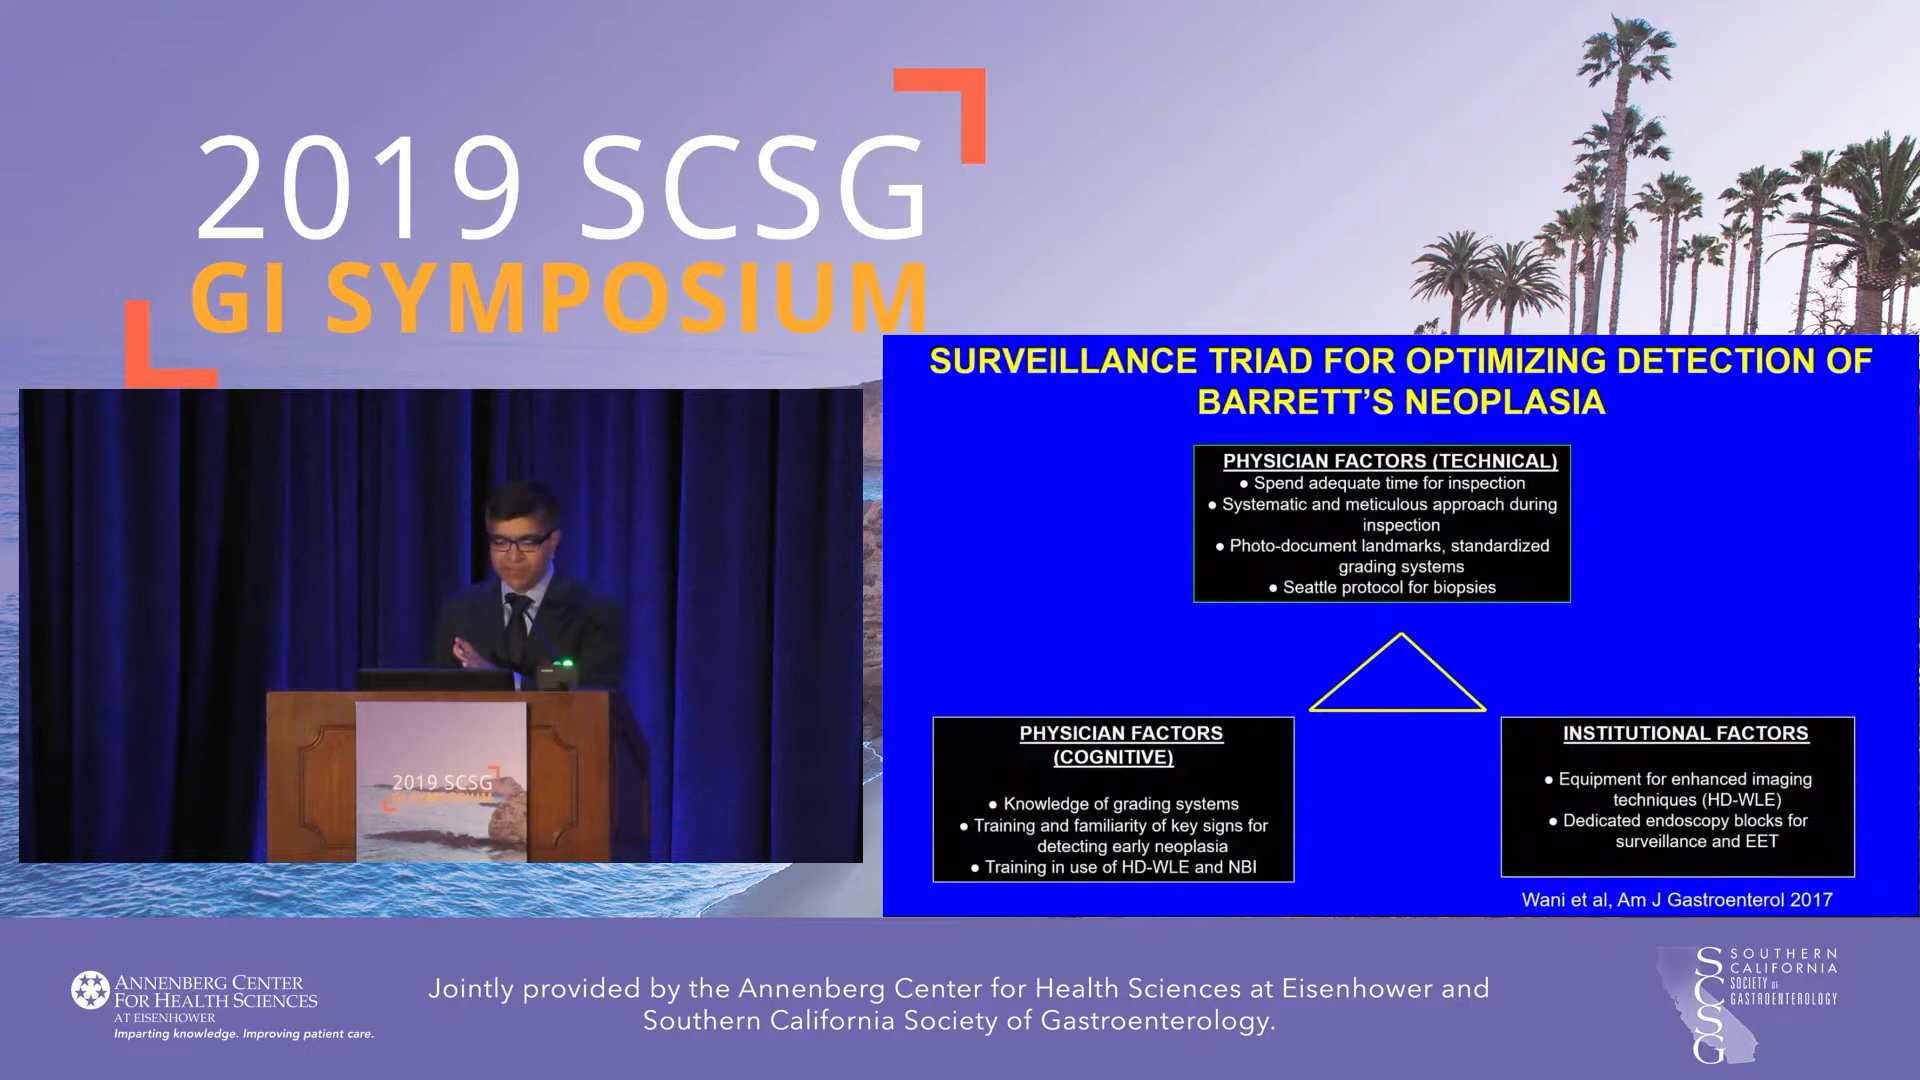 2019 SCSG
GI SYMPOSIUM
SURVEILLANCE TRIAD FOR OPTIMIZING DETECTION OF
BARRETT'S NEOPLASIA
PHYSICIAN FACTORS (TECHNICAL)
● Spend adequate time for inspection
● Systematic and meticulous approach during
inspection
● Photo-document landmarks, standardized
grading systems
● Seattle protocol for biopsies
PHYSICIAN FACTORS
(COGNITIVE)
● Knowledge of grading systems
● Training and familiarity of key signs for
detecting early neoplasia
● Training in use of HD-WLE and NBI
INSTITUTIONAL FACTORS
● Equipment for enhanced imaging
techniques (HD-WLE)
● Dedicated endoscopy blocks for
surveillance and EET
Wani et al, Am J Gastroenterol 2017
2019 SCSG
GI SYMPOSIUM
ANNENBERG CENTER
FOR HEALTH SCIENCES
AT EISENHOWER
Imparting knowledge. Improving patient care.
Jointly provided by the Annenberg Center for Health Sciences at Eisenhower and
Southern California Society of Gastroenterology.
SCSG
SOUTHERN
CALIFORNIA
SOCIETY OF
GASTROENTEROLOGY